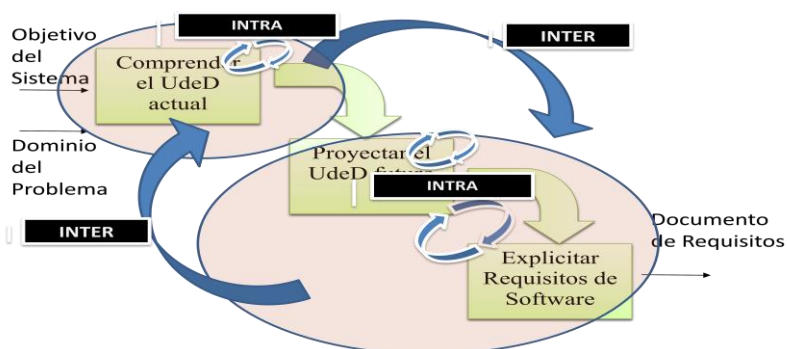 INTRA
INTER
Objetivo
del
Sistema
Comprender
el UdeD
actual
Dominio
del
Problema
Proyectar el
UdeD futuro
INTRA
INTER
Documento
de Requisitos
Explicitar
Requisitos de
Software